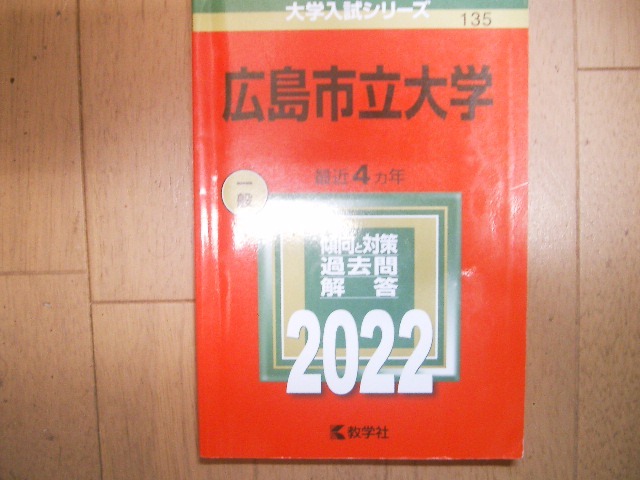 大学入試シリーズ
135
広島市立大学
最近4カ年
一般
傾向と対策
過去問
解答
2022
教学社